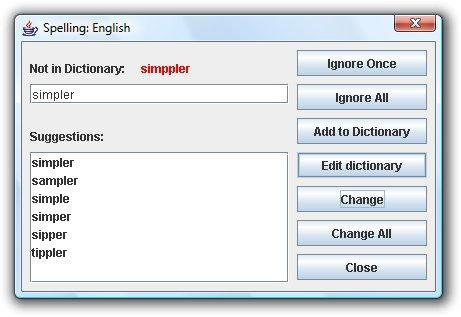 Spelling: English
Not in Dictionary: simppler
simpler
Suggestions:
simpler
sampler
simple
simper
sipper
tippler
Ignore Once
Ignore All
Add to Dictionary
Edit dictionary
Change
Change All
Close